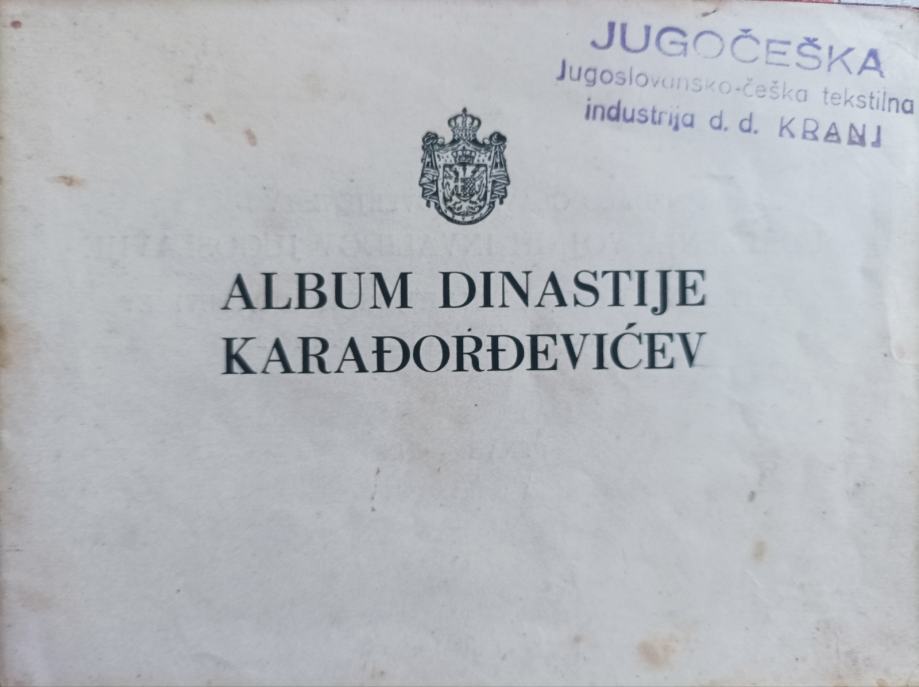 JUGOČEŠKA
Jugoslovansko-češka tekstilna
industrija d. d. KRANJ
ALBUM DINASTIJE
KARAĐORĐEVIĆEV